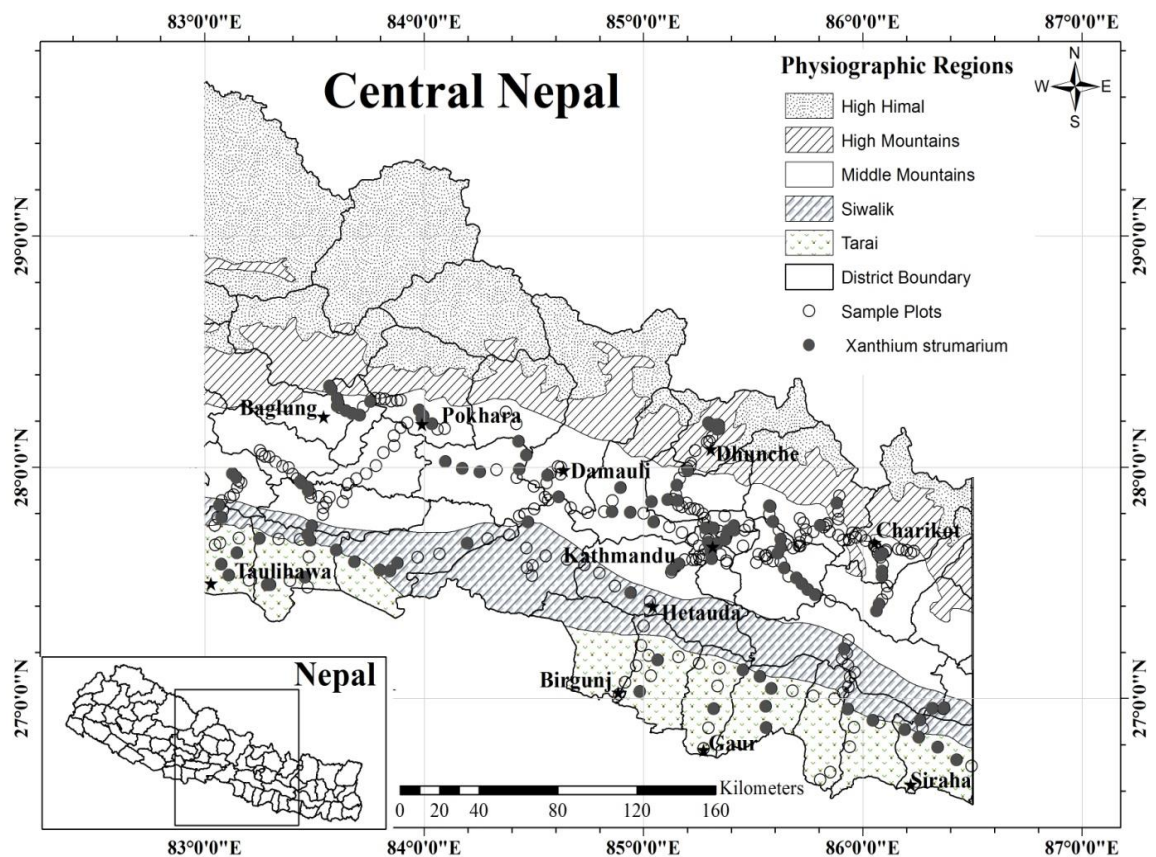 83°0'0"E 84°0'0"E 85°0'0"E 86°0'0"E 87°0'0"E
Central Nepal
Physiographic Regions
High Himal
High Mountains
Middle Mountains
Siwalik
Tarai
District Boundary
Sample Plots
Xanthium strumarium
N
W E
S
29°0'0"N 29°0'0"N
28°0'0"N 28°0'0"N
27°0'0"N 27°0'0"N
Baglung
Pokhara
Dhunche
Damauli
Charikot
Kathmandu
Taulihawa
Hetauda
Birgunj
Gaur
Siraha
Nepal
Kilometers
0 20 40 80 120 160
83°0'0"E 84°0'0"E 85°0'0"E 86°0'0"E 87°0'0"E